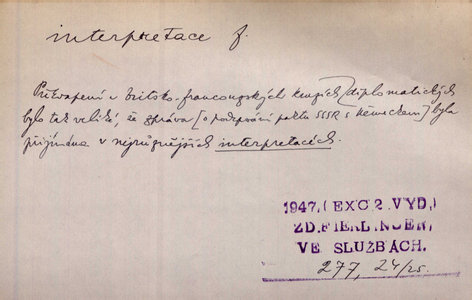 interpretace f.
Překvapení v britsko-francouzských kruzích diplomatických
bylo tak veliké, že zpráva [o podepsání paktu SSSR s Německem] byla
přijímána v nejrůznějších interpretacích.
1947. (EXC. 2. VYD.)
ZD. FIERLINGER,
VE SLUŽBÁCH.
277, 24/25.